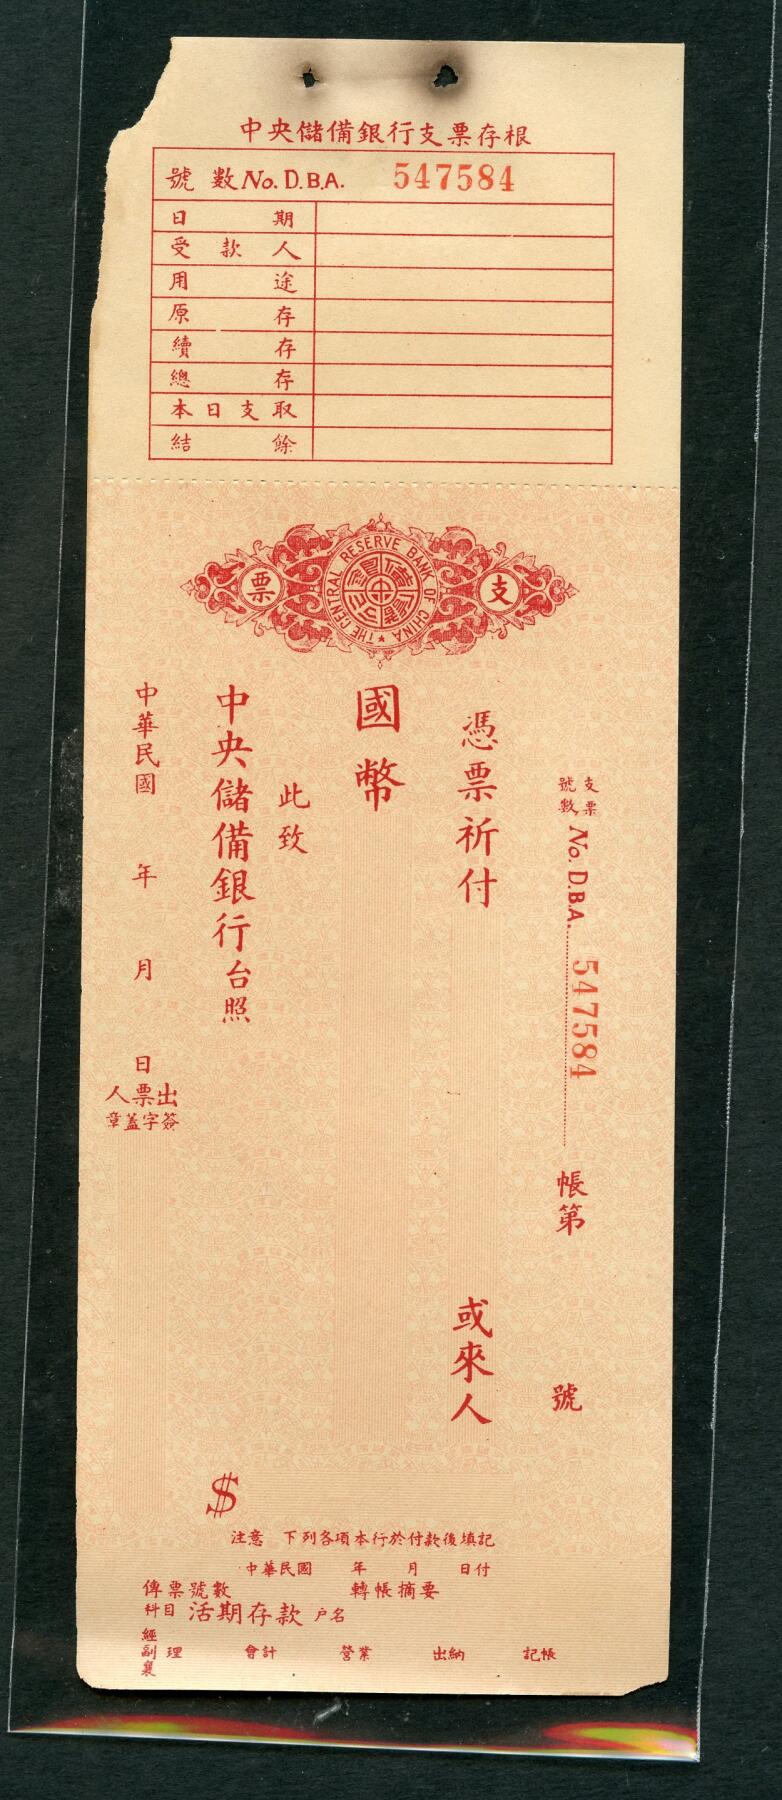 中央儲備銀行支票存根
號數 No. D.B.A. 547584
日期
受款人
用途
原存
續存
總存
本日支取
結餘
THE CENTRAL RESERVE BANK OF CHINA
票 支
支票號數 No. D.B.A. 547584 帳第 號
憑票祈付 或來人
國幣
此致
中央儲備銀行台照
中華民國 年 月 日
人票出
章蓋字簽
$
注意 下列各項本行於付款後填記
中華民國 年 月 日付
傳票號數 轉帳摘要
科目 活期存款 戶名
經副襄理 會計 營業 出納 記帳